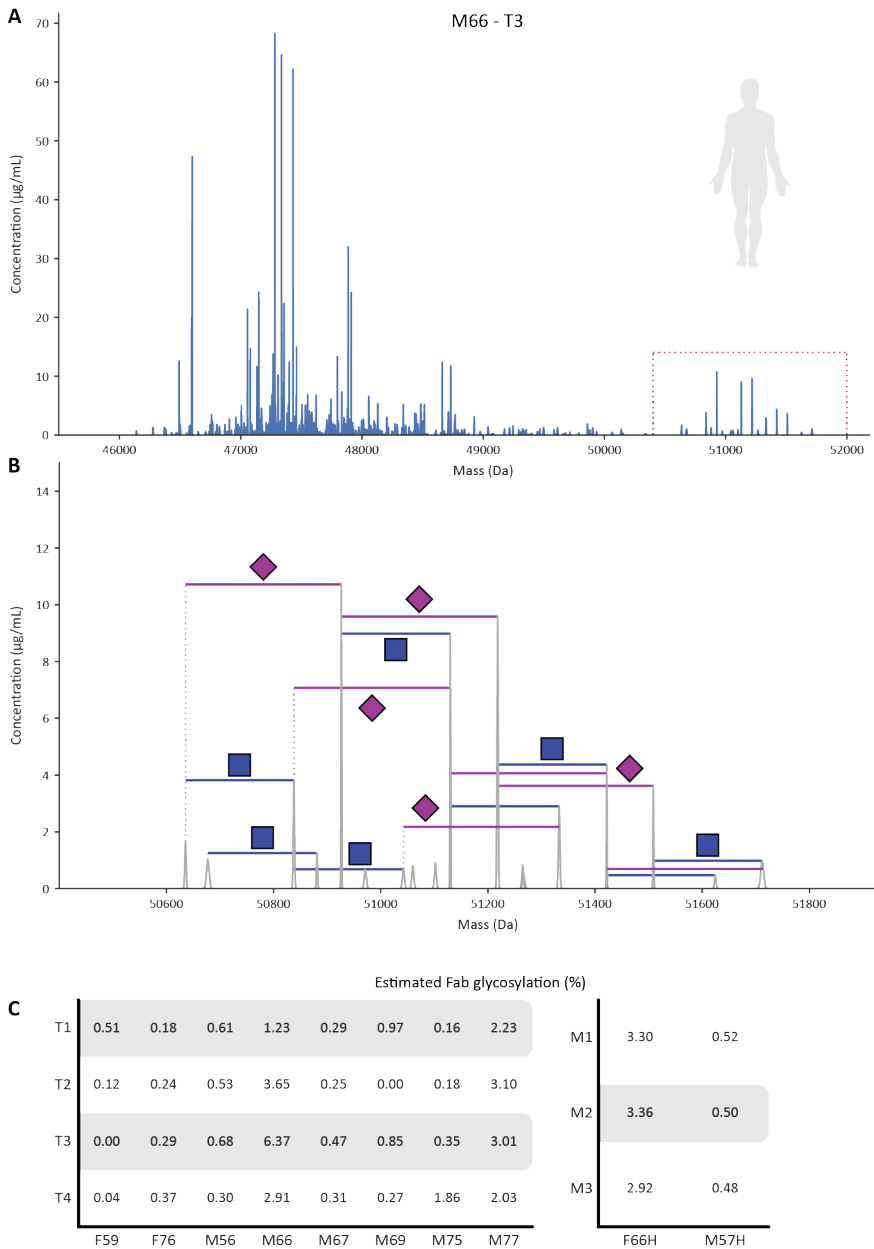 A
M66 - T3
70
60
50
40
30
20
10
0
Concentration (µg/mL)
46000 47000 48000 49000 50000 51000 52000
Mass (Da)
B
14
12
10
8
6
4
2
0
Concentration (µg/mL)
50600 50800 51000 51200 51400 51600 51800
Mass (Da)
Estimated Fab glycosylation (%)
C
T1 0.51 0.18 0.61 1.23 0.29 0.97 0.16 2.23
T2 0.12 0.24 0.53 3.65 0.25 0.00 0.18 3.10
T3 0.00 0.29 0.68 6.37 0.47 0.85 0.35 3.01
T4 0.04 0.37 0.30 2.91 0.31 0.27 1.86 2.03
F59 F76 M56 M66 M67 M69 M75 M77
M1 3.30 0.52
M2 3.36 0.50
M3 2.92 0.48
F66H M57H